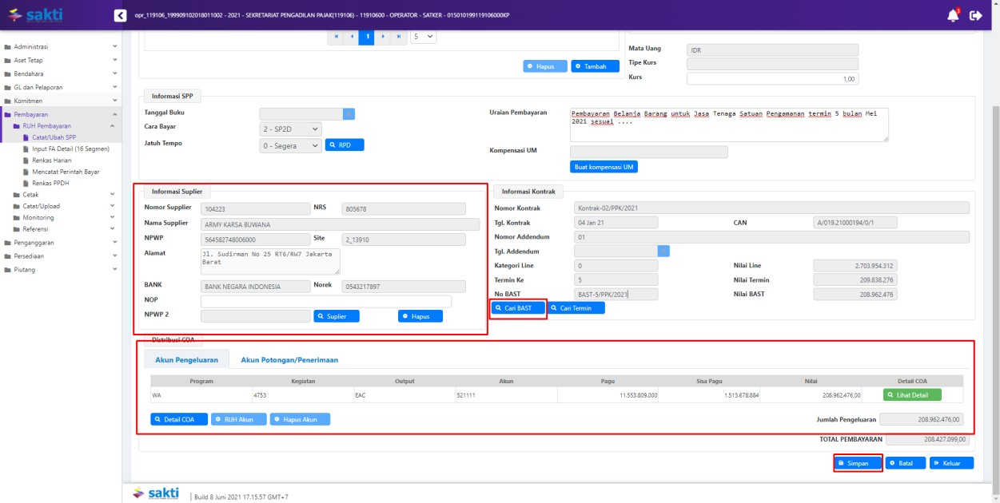 sakti
opr_119106_199909102018011002 - 2021 - SEKRETARIAT PENGADILAN PAJAK(119106) - 11910600 - OPERATOR - SATKER - 015010199119106000KP
3
Administrasi
Aset Tetap
Bendahara
GL dan Pelaporan
Komitmen
Pembayaran
RUH Pembayaran
Catat/Ubah SPP
Input FA Detail (16 Segmen)
Renkas Harian
Mencatat Perintah Bayar
Renkas PPDH
Cetak
Catat/Upload
Monitoring
Referensi
Penganggaran
Persediaan
Piutang
1 5
Hapus Tambah
Mata Uang IDR
Tipe Kurs
Kurs 1,00
Informasi SPP
Tanggal Buku
Cara Bayar 2 - SP2D
Jatuh Tempo 0 - Segera RPD
Uraian Pembayaran Pembayaran Belanja Barang untuk Jasa Tenaga Satuan Pengamanan termin 5 bulan Mei
2021 sesuai ....
Kompensasi UM
Buat kompensasi UM
Informasi Suplier
Nomor Supplier 104223 NRS 805678
Nama Supplier ARMY KARSA BUWANA
NPWP 564582748006000 Site 2_13910
Alamat Jl. Sudirman No 25 RT6/RW7 Jakarta
Barat
BANK BANK NEGARA INDONESIA Norek 0543217897
NOP
NPWP 2 Suplier Hapus
Informasi Kontrak
Nomor Kontrak Kontrak-02/PPK/2021
Tgl. Kontrak 04 Jan 21 CAN A/019.21000194/0/1
Nomor Addendum 01
Tgl. Addendum
Kategori Line 0 Nilai Line 2.703.954.312
Termin Ke 5 Nilai Termin 209.838.276
No BAST BAST-5/PPK/2021 Nilai BAST 208.962.476
Cari BAST Cari Termin
Distribusi COA
Akun Pengeluaran Akun Potongan/Penerimaan
Program Kegiatan Output Akun Pagu Sisa Pagu Nilai Detail COA
WA 4753 EAC 521111 11.553.809.000 1.513.678.884 208.962.476,00 Lihat Detail
Detail COA RUH Akun Hapus Akun Jumlah Pengeluaran 208.962.476,00
TOTAL PEMBAYARAN 208.427.099,00
Simpan Batal Keluar
sakti Build 8 Juni 2021 17.15.57 GMT+7